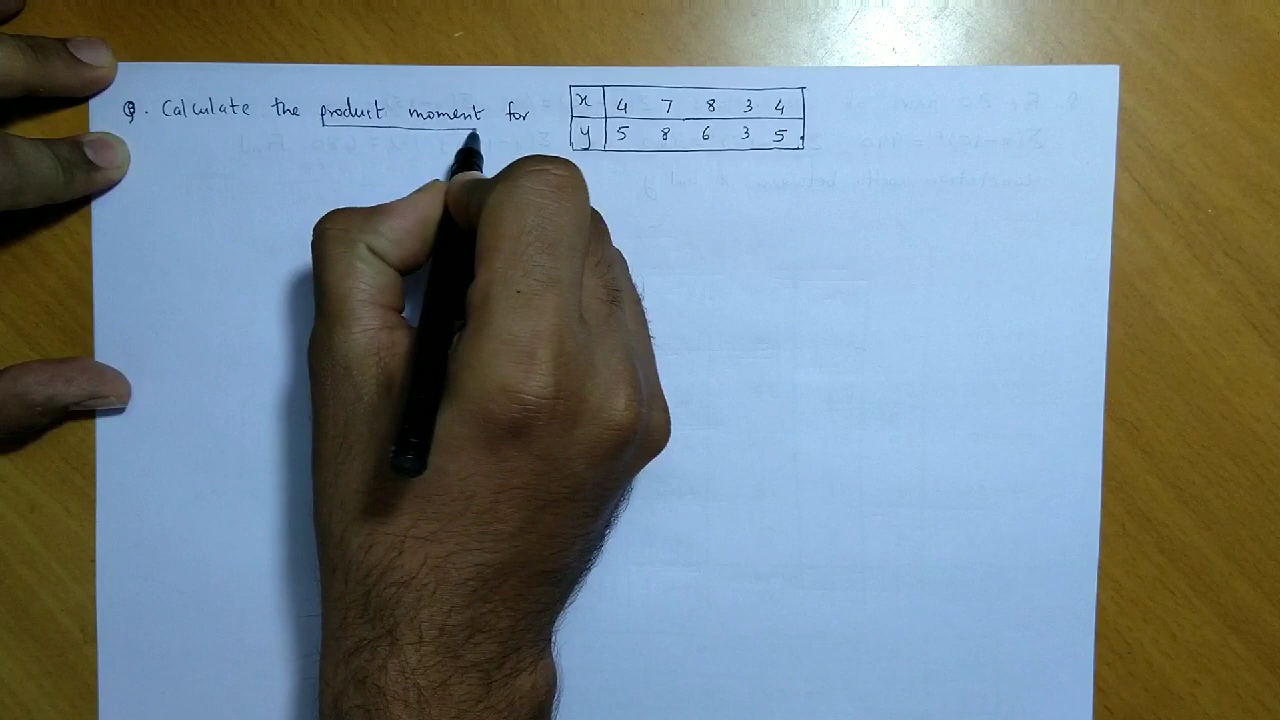 Q. Calculate the product moment for
x 4 7 8 3 4
y 5 8 6 3 5